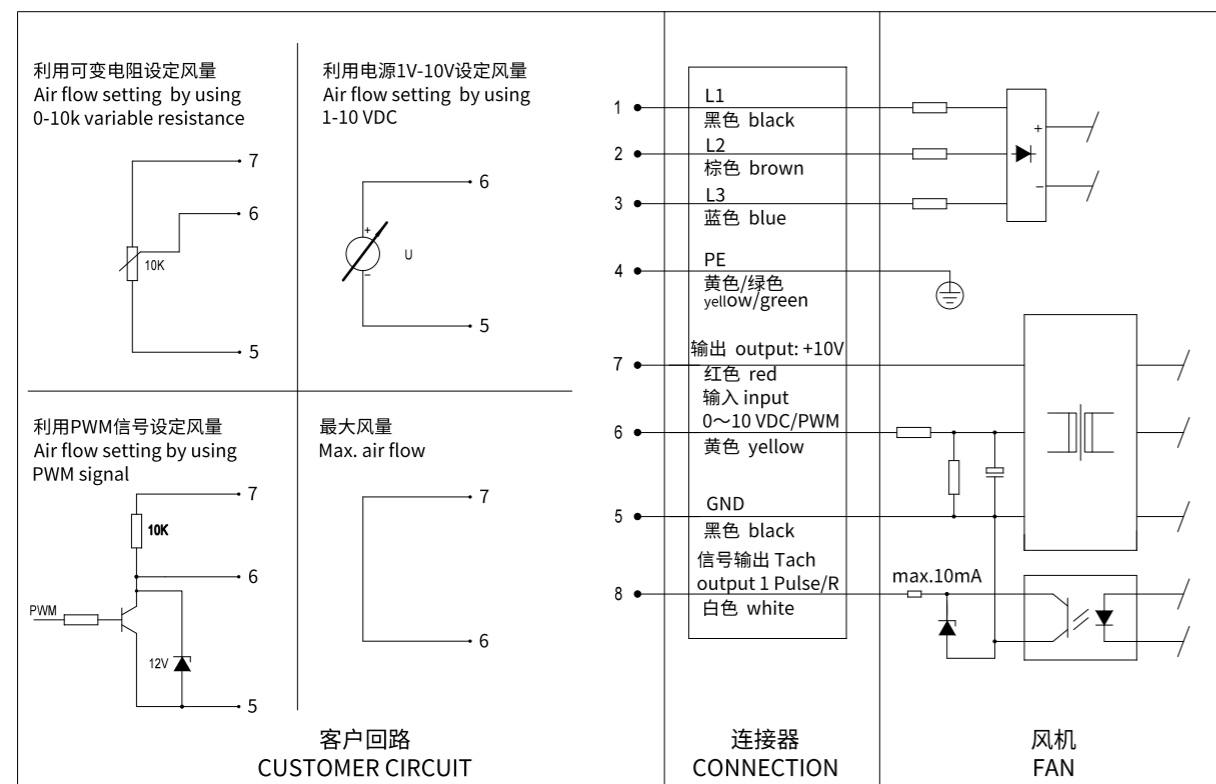 利用可变电阻设定风量
Air flow setting by using
0-10k variable resistance
7
6
10K
5
利用电源1V-10V设定风量
Air flow setting by using
1-10 VDC
6
+
U
−
5
利用PWM信号设定风量
Air flow setting by using
PWM signal
7
10K
6
PWM
12V
5
最大风量
Max. air flow
7
6
客户回路
CUSTOMER CIRCUIT
1
L1
黑色 black
2
L2
棕色 brown
3
L3
蓝色 blue
4
PE
黄色/绿色
yellow/green
7
输出 output: +10V
红色 red
输入 input
0～10 VDC/PWM
6
黄色 yellow
GND
5
黑色 black
信号输出 Tach
output 1 Pulse/R
8
白色 white
连接器
CONNECTION
+
−
max.10mA
风机
FAN